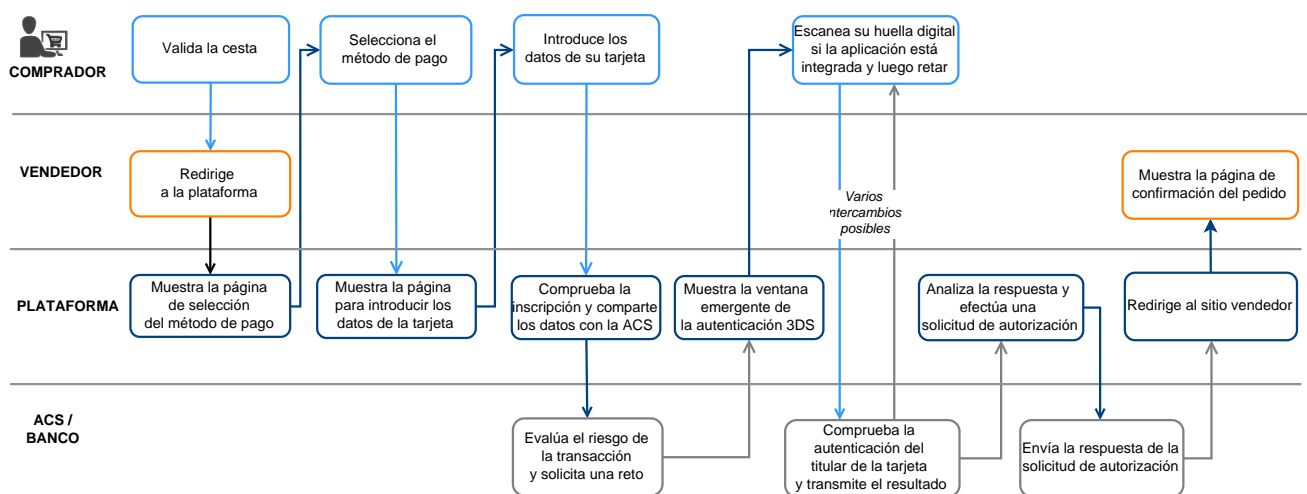 COMPRADOR
Valida la cesta
Selecciona el
método de pago
Introduce los
datos de su tarjeta
Escanea su huella digital
si la aplicación está
integrada y luego retar
VENDEDOR
Redirige
a la plataforma
Varios
intercambios
posibles
Muestra la página de
confirmación del pedido
PLATAFORMA
Muestra la página
de selección
del método de pago
Muestra la página
para introducir los
datos de la tarjeta
Comprueba la
inscripción y comparte
los datos con la ACS
Muestra la ventana
emergente de
la autenticación 3DS
Analiza la respuesta y
efectúa una
solicitud de autorización
Redirige al sitio vendedor
ACS /
BANCO
Evalúa el riesgo de
la transacción
y solicita una reto
Comprueba la
autenticación del
titular de la tarjeta
y transmite el resultado
Envía la respuesta de la
solicitud de autorización